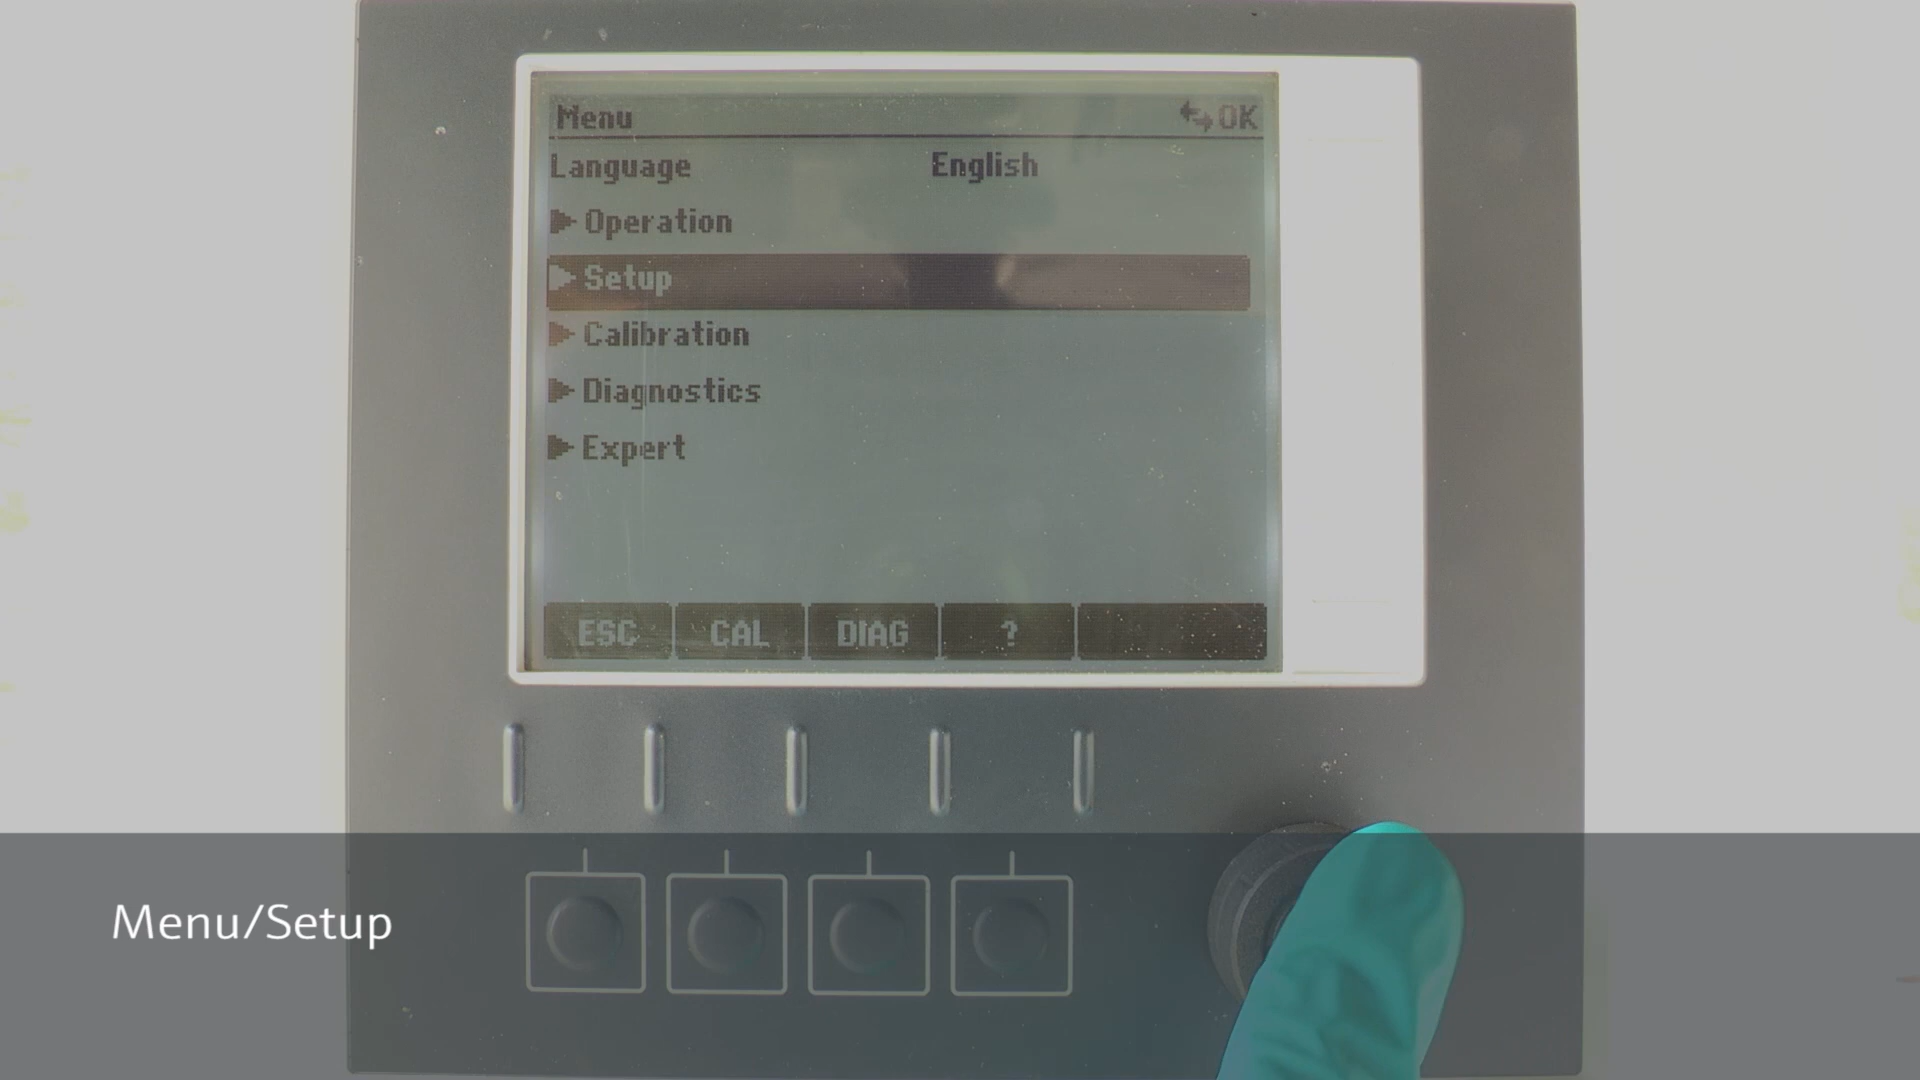 Menu OK
Language English
Operation
Setup
Calibration
Diagnostics
Expert
ESC CAL DIAG ?
Menu/Setup